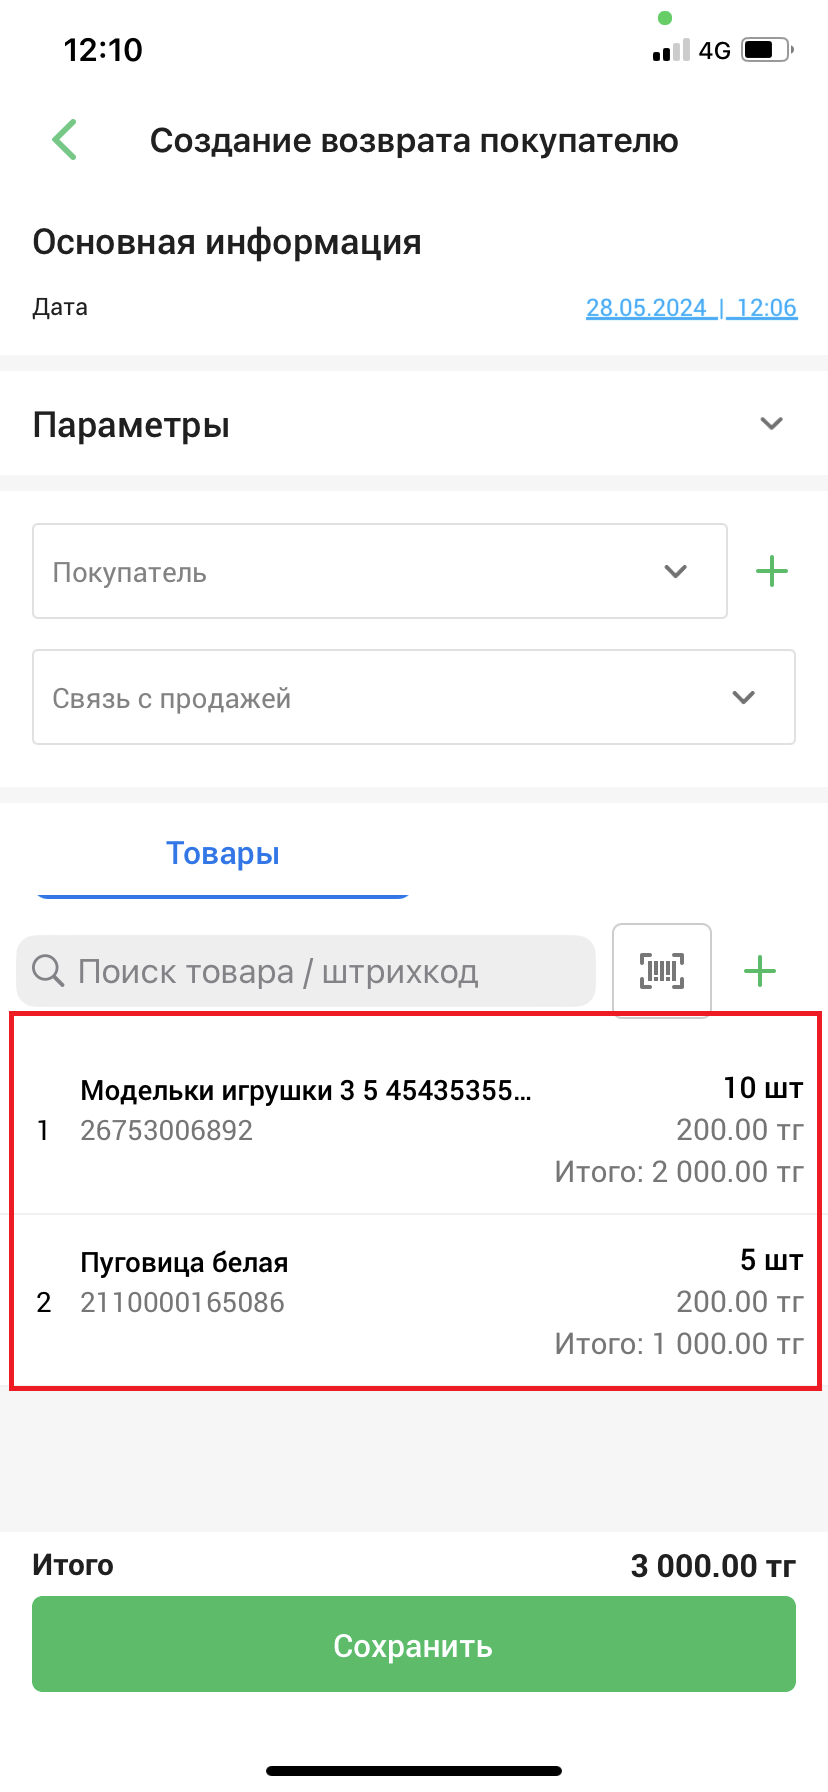 12:10
4G
Создание возврата покупателю
Основная информация
Дата
28.05.2024 | 12:06
Параметры
Покупатель
Связь с продажей
Товары
Поиск товара / штрихкод
Модельки игрушки 3 5 45435355...
10 шт
1
26753006892
200.00 тг
Итого: 2 000.00 тг
Пуговица белая
5 шт
2
2110000165086
200.00 тг
Итого: 1 000.00 тг
Итого
3 000.00 тг
Сохранить